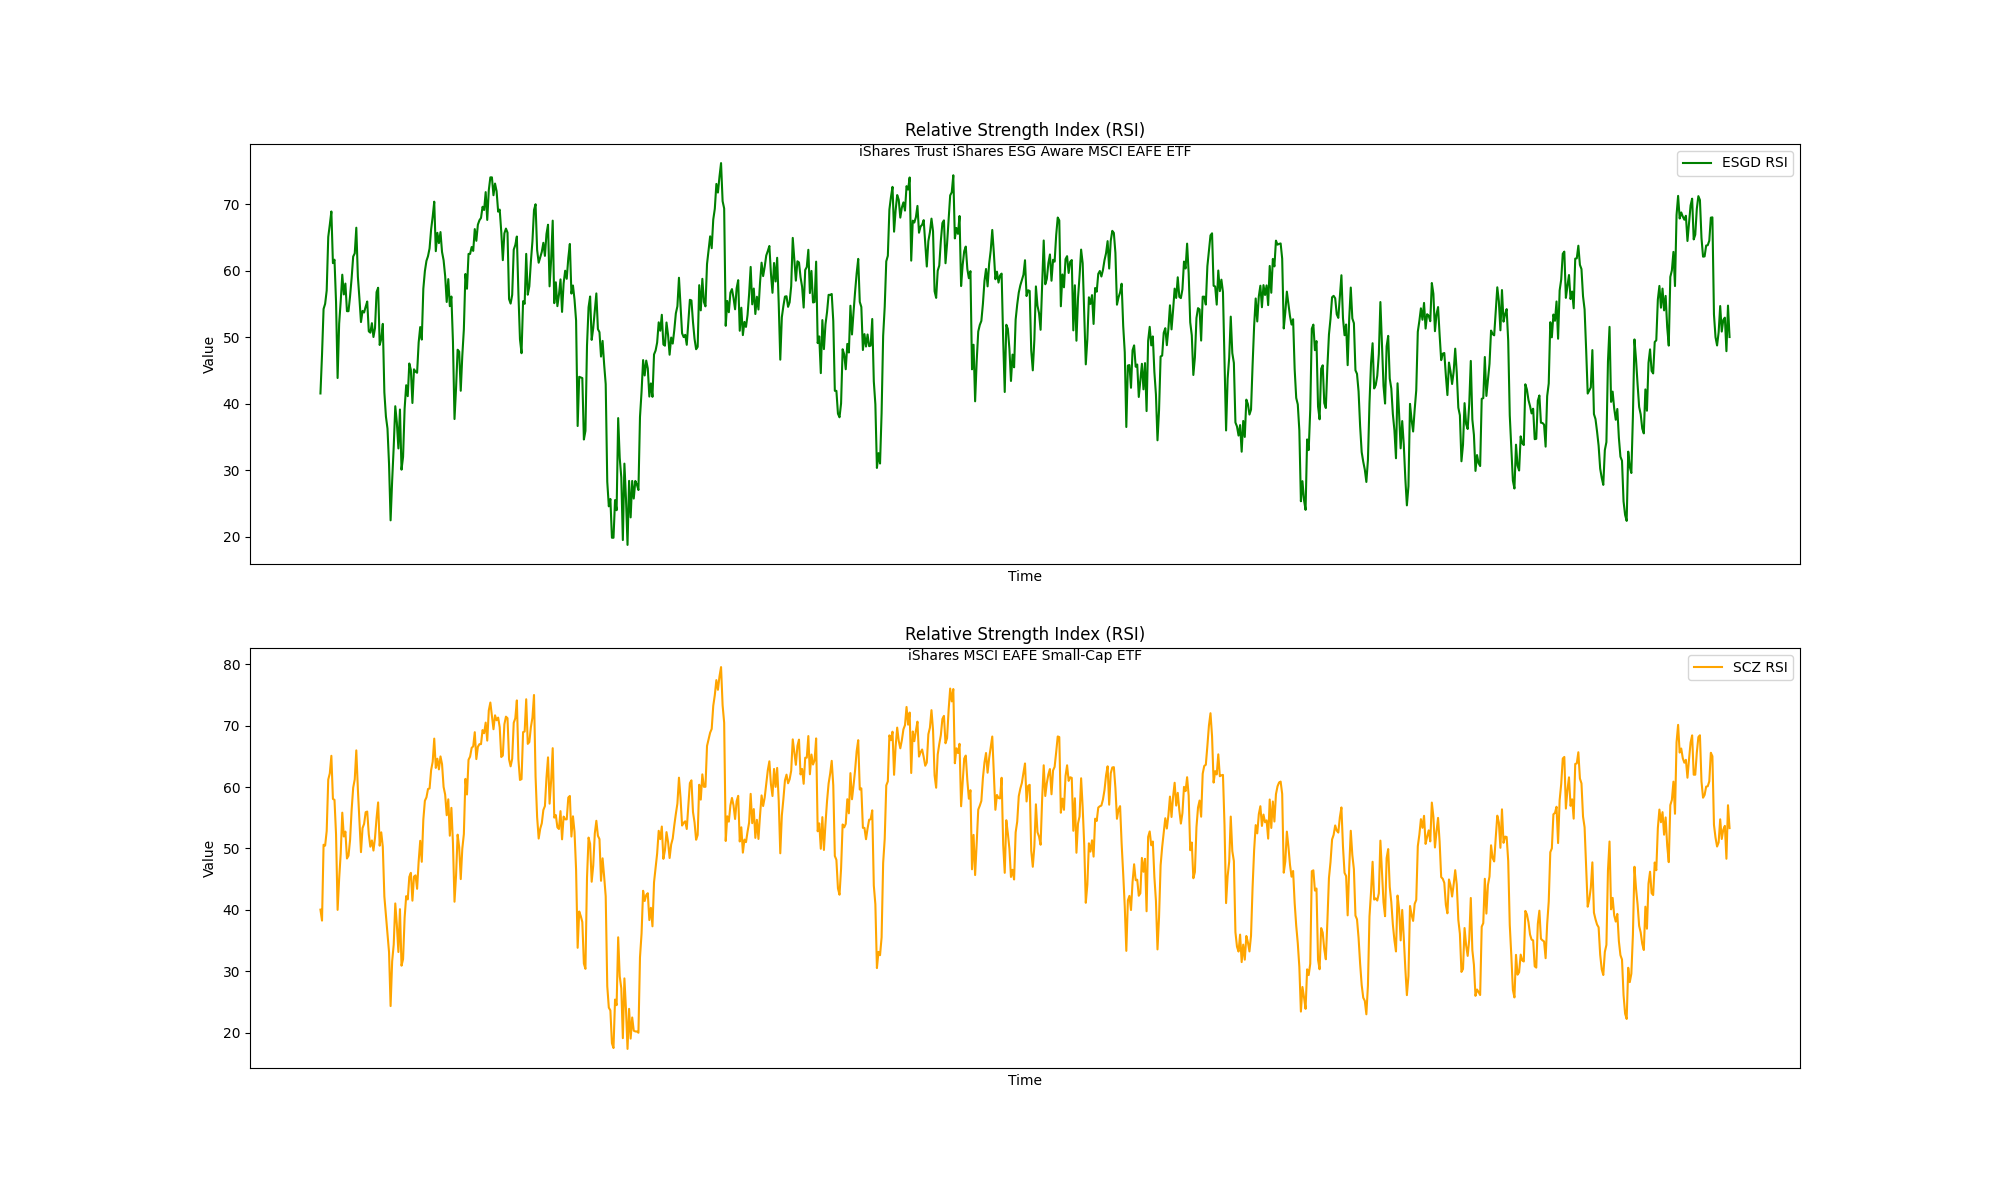 Relative Strength Index (RSI)
iShares Trust iShares ESG Aware MSCI EAFE ETF
ESGD RSI
70
60
50
40
30
20
Value
Time
Relative Strength Index (RSI)
iShares MSCI EAFE Small-Cap ETF
SCZ RSI
80
70
60
50
40
30
20
Value
Time